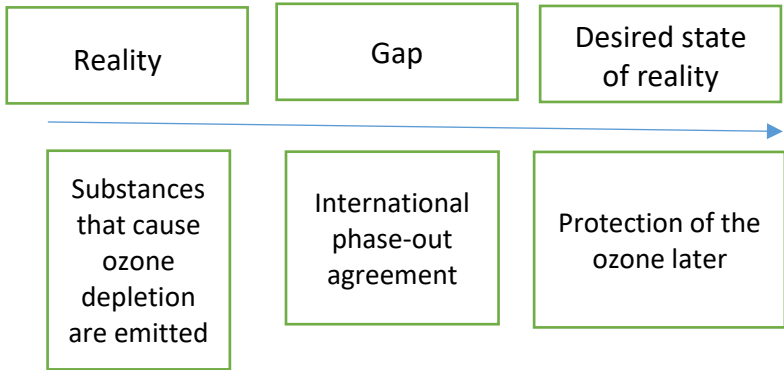 Reality
Gap
Desired state
of reality
Substances
that cause
ozone
depletion
are emitted
International
phase-out
agreement
Protection of the
ozone later